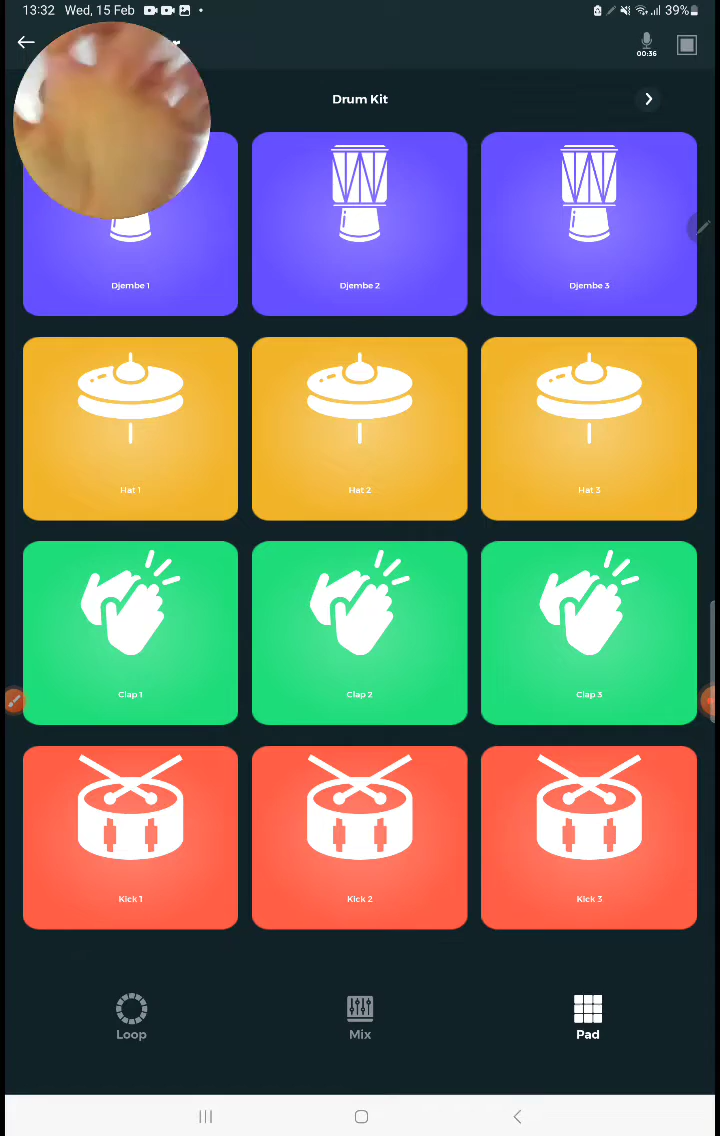 13:32 Wed, 15 Feb 39%
00:36
Drum Kit
Djembe 1 Djembe 2 Djembe 3
Hat 1 Hat 2 Hat 3
Clap 1 Clap 2 Clap 3
Kick 1 Kick 2 Kick 3
Loop Mix Pad